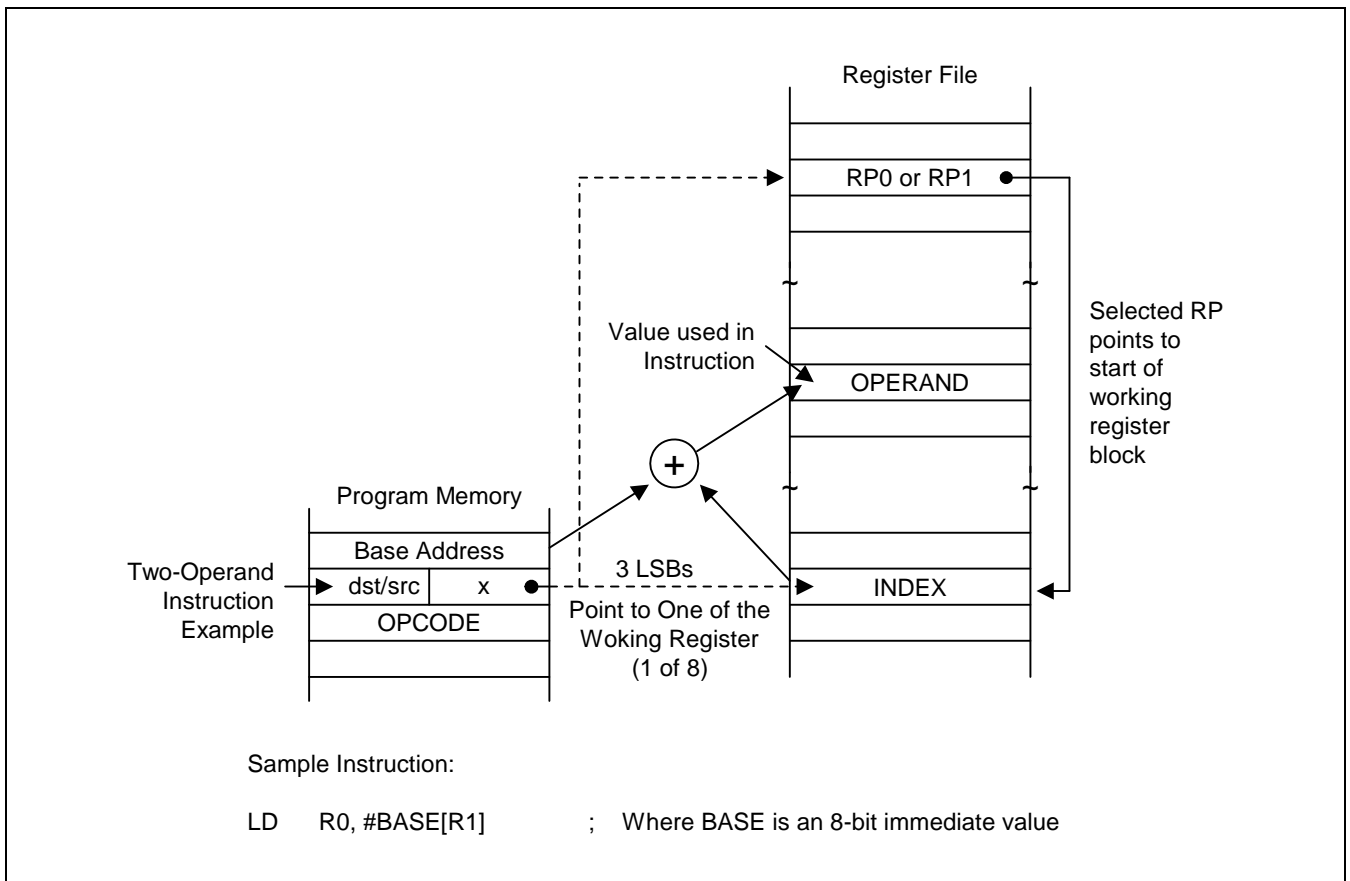 Register File
RP0 or RP1
Selected RP
points to
start of
working
register
block
Value used in
Instruction
OPERAND
+
Program Memory
Base Address
Two-Operand
Instruction
Example
dst/src
x
3 LSBs
INDEX
OPCODE
Point to One of the
Woking Register
(1 of 8)
~
~
~
~
Sample Instruction:
LD R0, #BASE[R1] ; Where BASE is an 8-bit immediate value